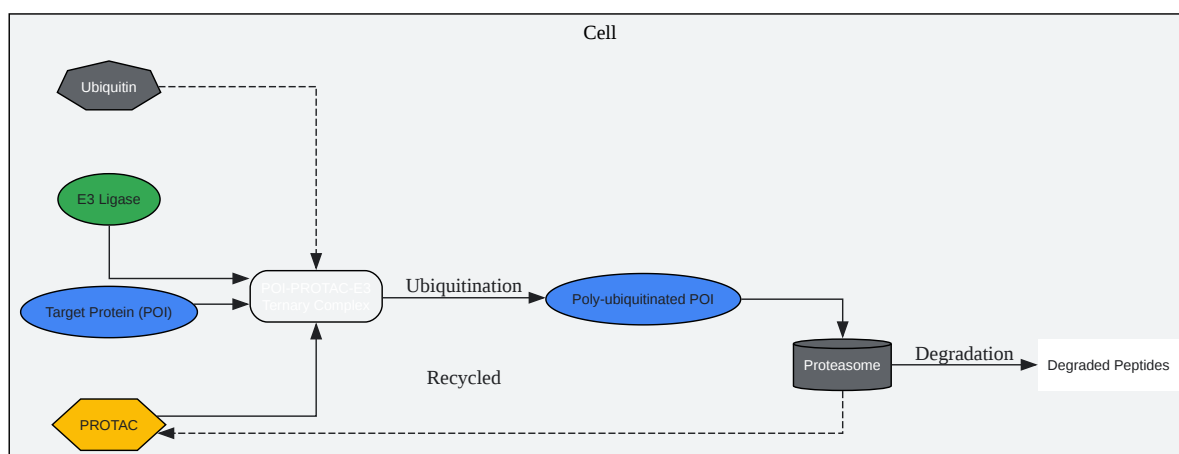 Cell
Ubiquitin
E3 Ligase
POI-PROTAC-E3
Ternary Complex
Ubiquitination
Poly-ubiquitinated POI
Target Protein (POI)
Proteasome
Degradation
Degraded Peptides
Recycled
PROTAC